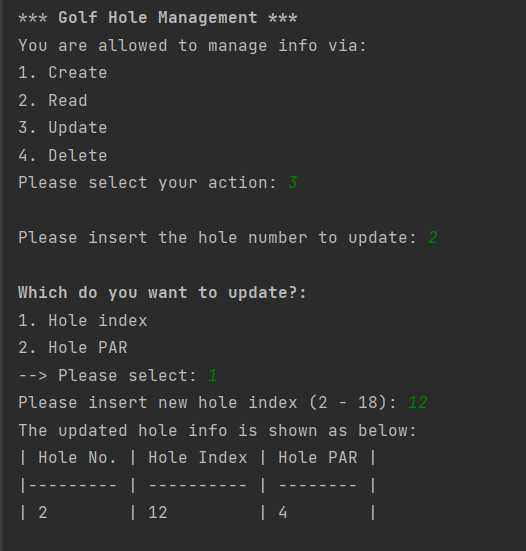 *** Golf Hole Management ***
You are allowed to manage info via:
1. Create
2. Read
3. Update
4. Delete
Please select your action: 3
Please insert the hole number to update: 2
Which do you want to update?:
1. Hole index
2. Hole PAR
--> Please select: 1
Please insert new hole index (2 - 18): 12
The updated hole info is shown as below:
| Hole No. | Hole Index | Hole PAR |
|--------- | ---------- | -------- |
| 2        | 12         | 4        |